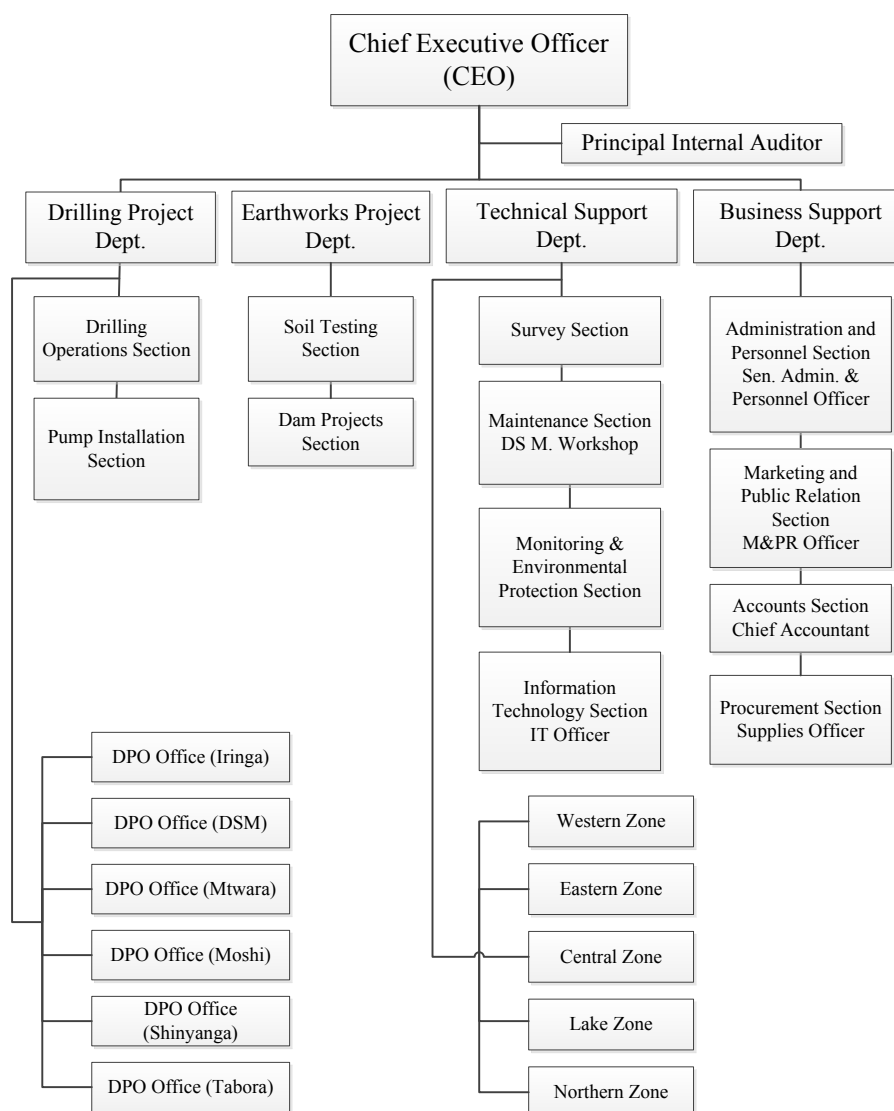 Chief Executive Officer
(CEO)
Principal Internal Auditor
Drilling Project
Dept.
Earthworks Project
Dept.
Technical Support
Dept.
Business Support
Dept.
Drilling
Operations Section
Pump Installation
Section
Soil Testing
Section
Dam Projects
Section
Survey Section
Maintenance Section
DS M. Workshop
Monitoring &
Environmental
Protection Section
Information
Technology Section
IT Officer
Administration and
Personnel Section
Sen. Admin. &
Personnel Officer
Marketing and
Public Relation
Section
M&PR Officer
Accounts Section
Chief Accountant
Procurement Section
Supplies Officer
DPO Office (Iringa)
DPO Office (DSM)
DPO Office (Mtwara)
DPO Office (Moshi)
DPO Office
(Shinyanga)
DPO Office (Tabora)
Western Zone
Eastern Zone
Central Zone
Lake Zone
Northern Zone